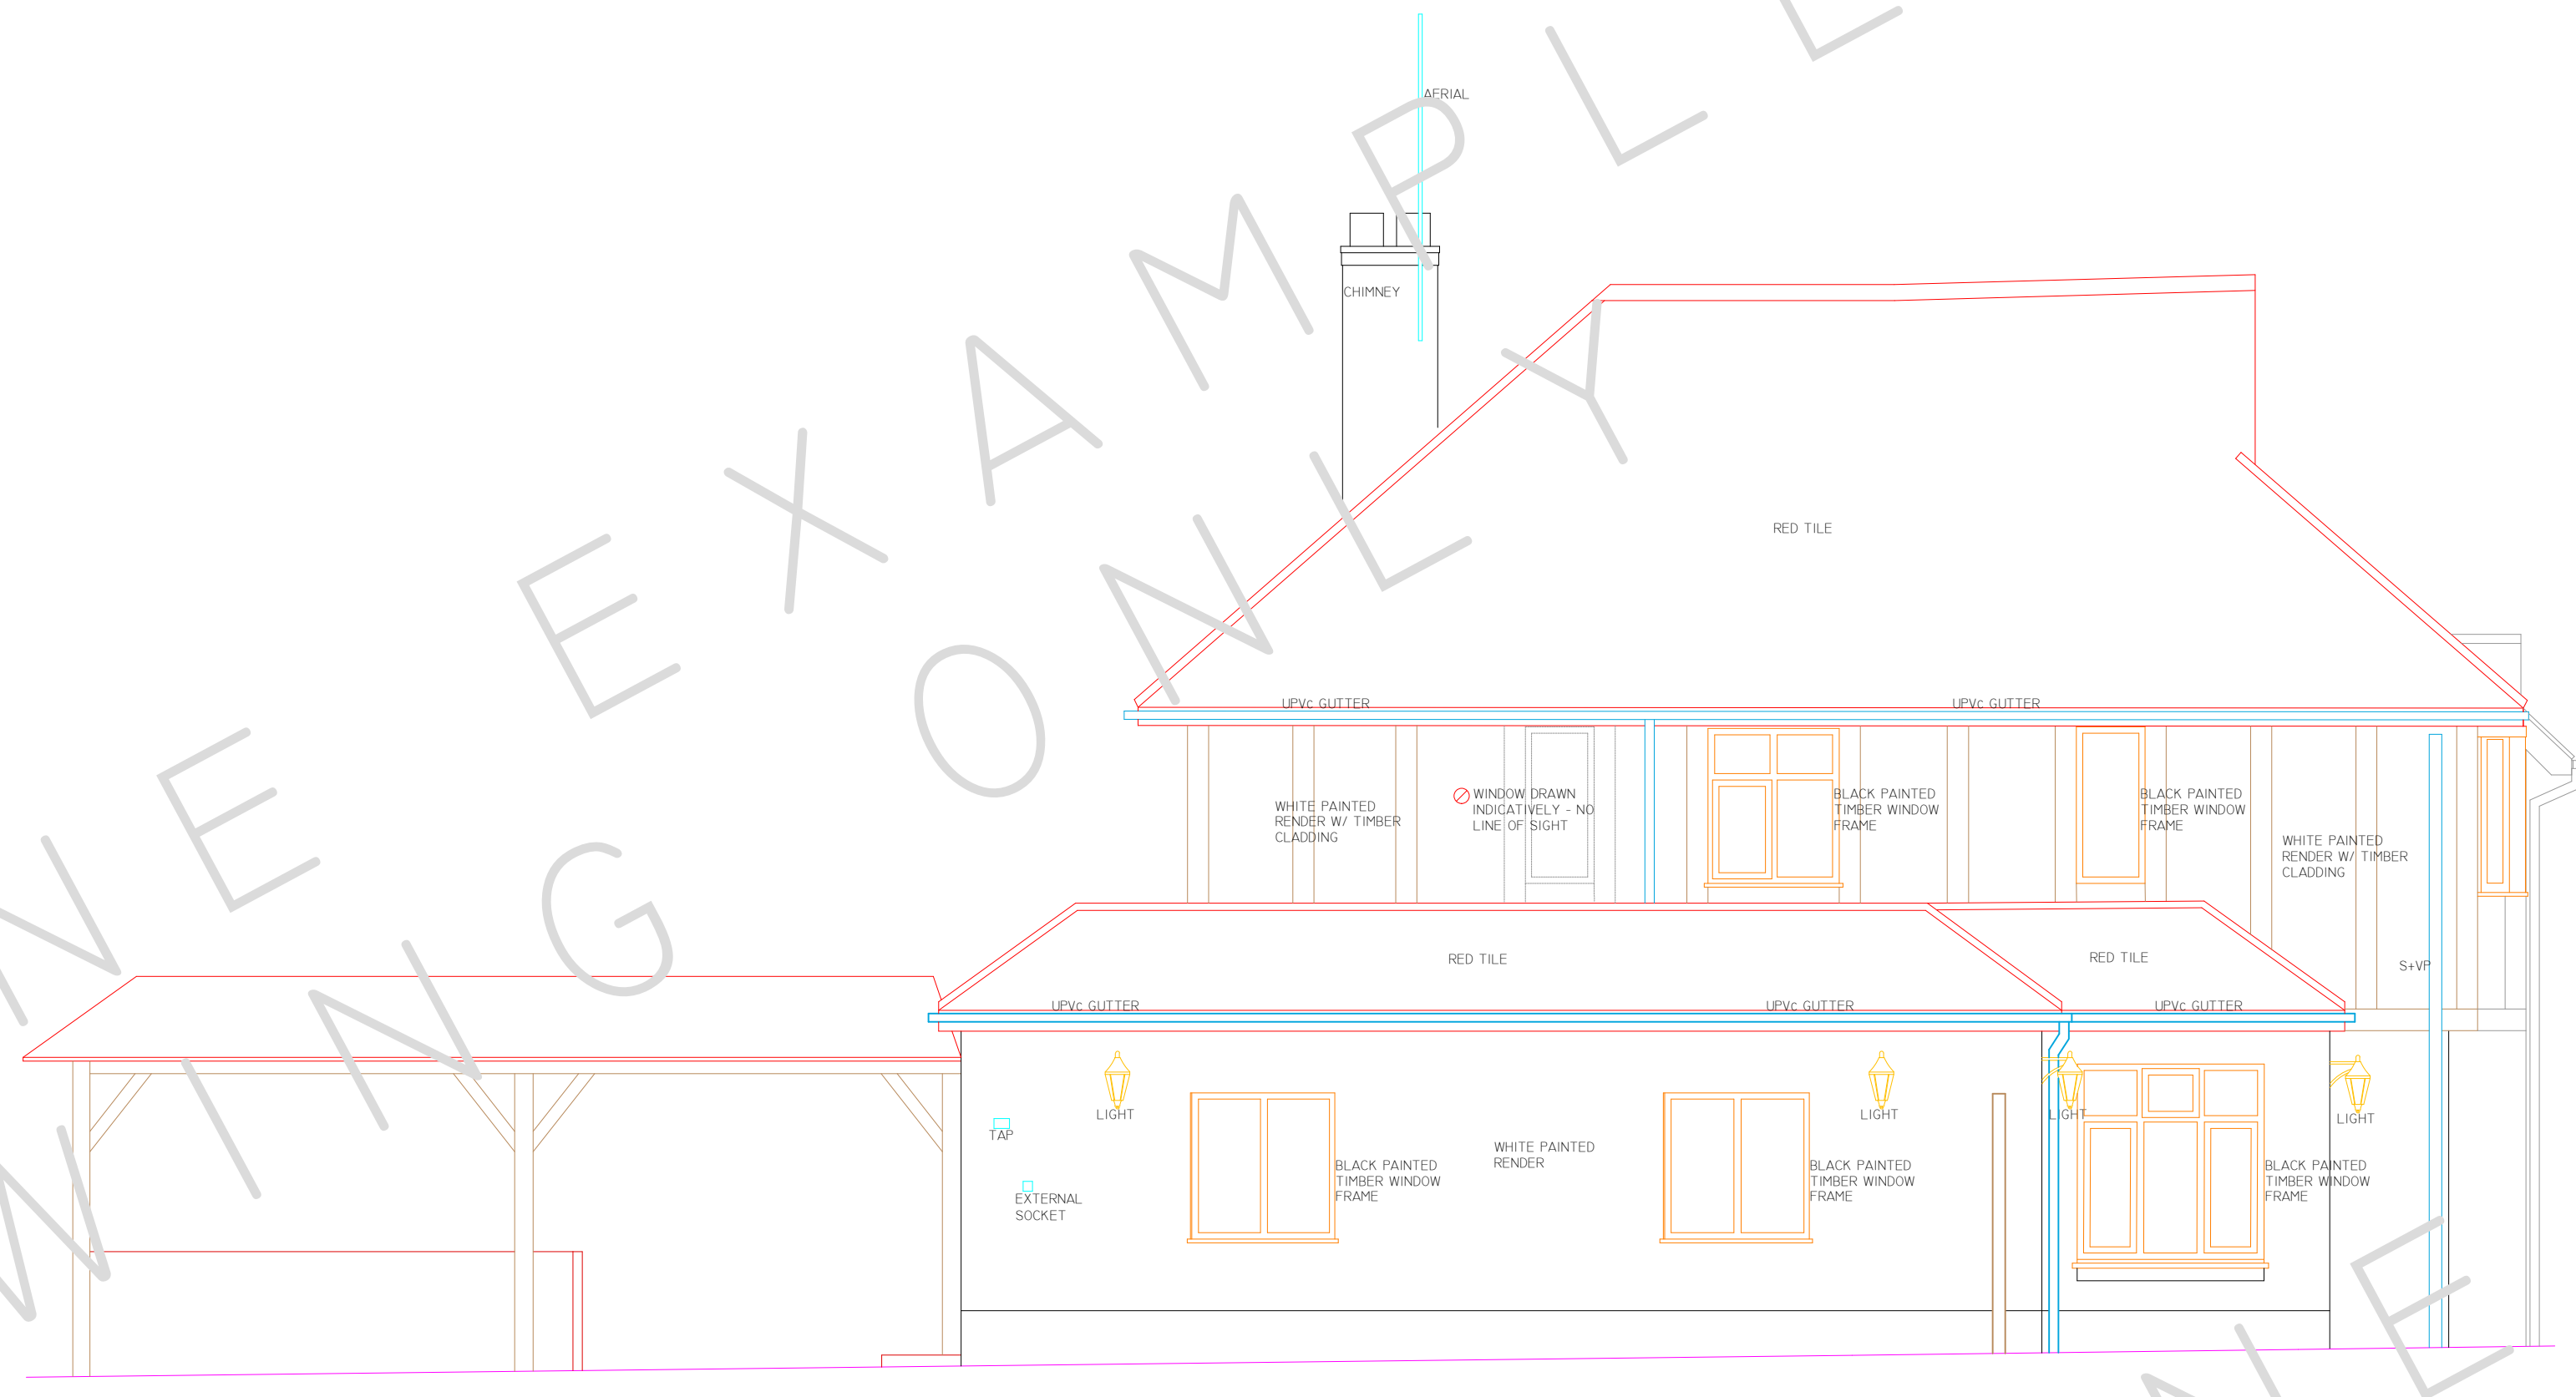 AERIAL
CHIMNEY
RED TILE
UPVc GUTTER
UPVc GUTTER
WHITE PAINTED
RENDER W/ TIMBER
CLADDING
WINDOW DRAWN
INDICATIVELY - NO
LINE OF SIGHT
BLACK PAINTED
TIMBER WINDOW
FRAME
BLACK PAINTED
TIMBER WINDOW
FRAME
WHITE PAINTED
RENDER W/ TIMBER
CLADDING
RED TILE
RED TILE
S+VP
UPVc GUTTER
UPVc GUTTER
UPVc GUTTER
LIGHT
LIGHT
LIGHT
LIGHT
TAP
EXTERNAL
SOCKET
BLACK PAINTED
TIMBER WINDOW
FRAME
WHITE PAINTED
RENDER
BLACK PAINTED
TIMBER WINDOW
FRAME
BLACK PAINTED
TIMBER WINDOW
FRAME
EXAMPLE
ONLY